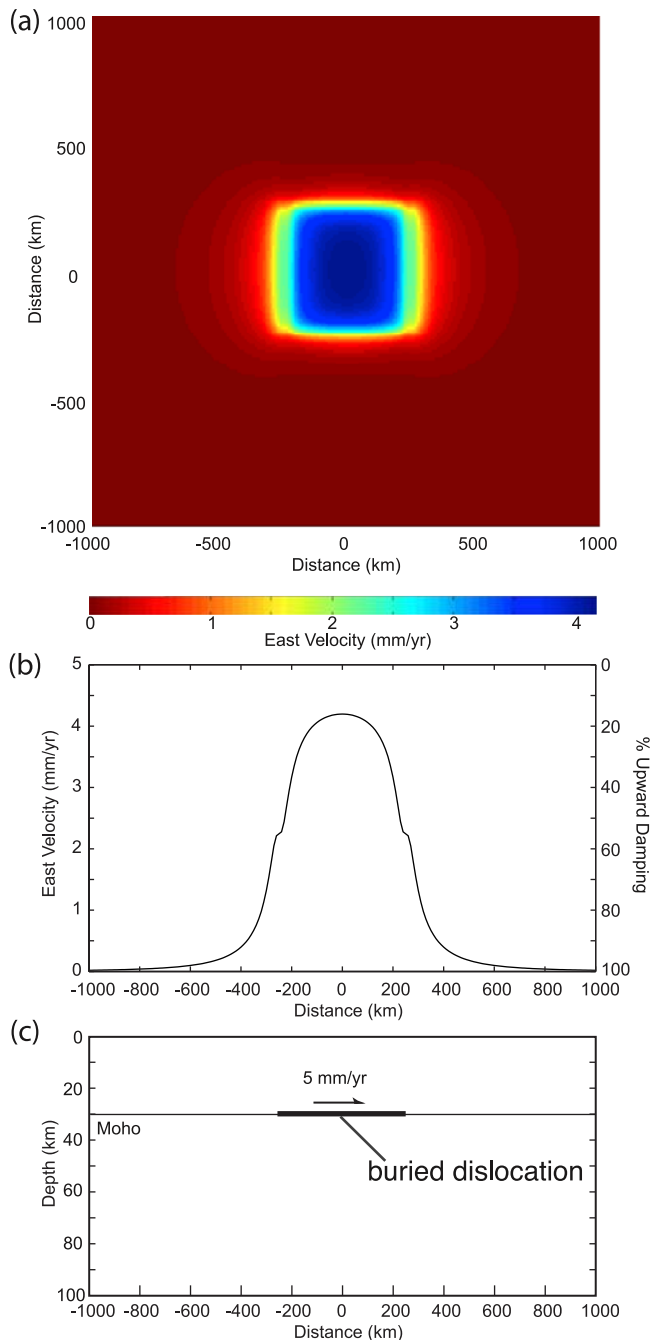 (a)
1000
500
0
-500
-1000
Distance (km)
-1000 -500 0 500 1000
Distance (km)
0 1 2 3 4
East Velocity (mm/yr)
(b)
5
4
3
2
1
0
East Velocity (mm/yr)
0
20
40
60
80
100
% Upward Damping
-1000 -800 -600 -400 -200 0 200 400 600 800 1000
Distance (km)
(c)
0
20
40
60
80
100
Depth (km)
5 mm/yr
Moho
buried dislocation
-1000 -800 -600 -400 -200 0 200 400 600 800 1000
Distance (km)